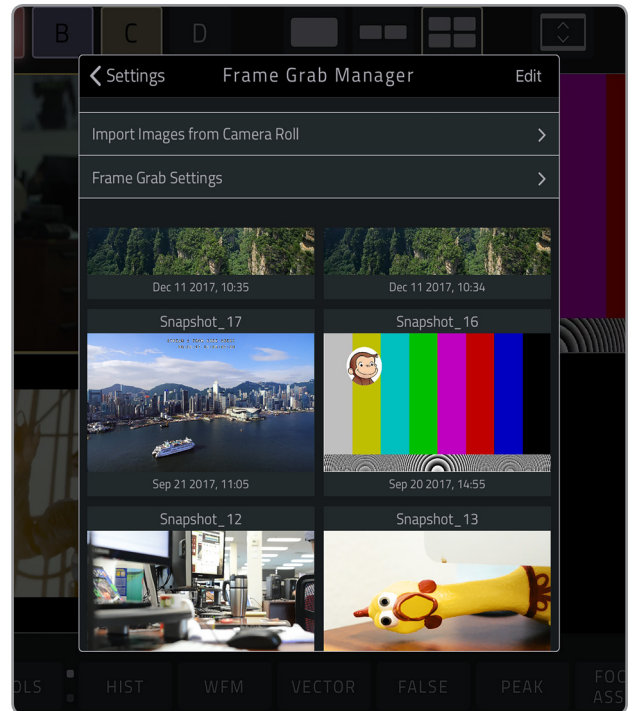 B
C
D
Settings
Frame Grab Manager
Edit
Import Images from Camera Roll
Frame Grab Settings
Dec 11 2017, 10:35
Dec 11 2017, 10:34
Snapshot_17
Snapshot_16
Sep 21 2017, 11:05
Sep 20 2017, 14:55
Snapshot_12
Snapshot_13
OLS
HIST
WFM
VECTOR
FALSE
PEAK
FOC
ASS